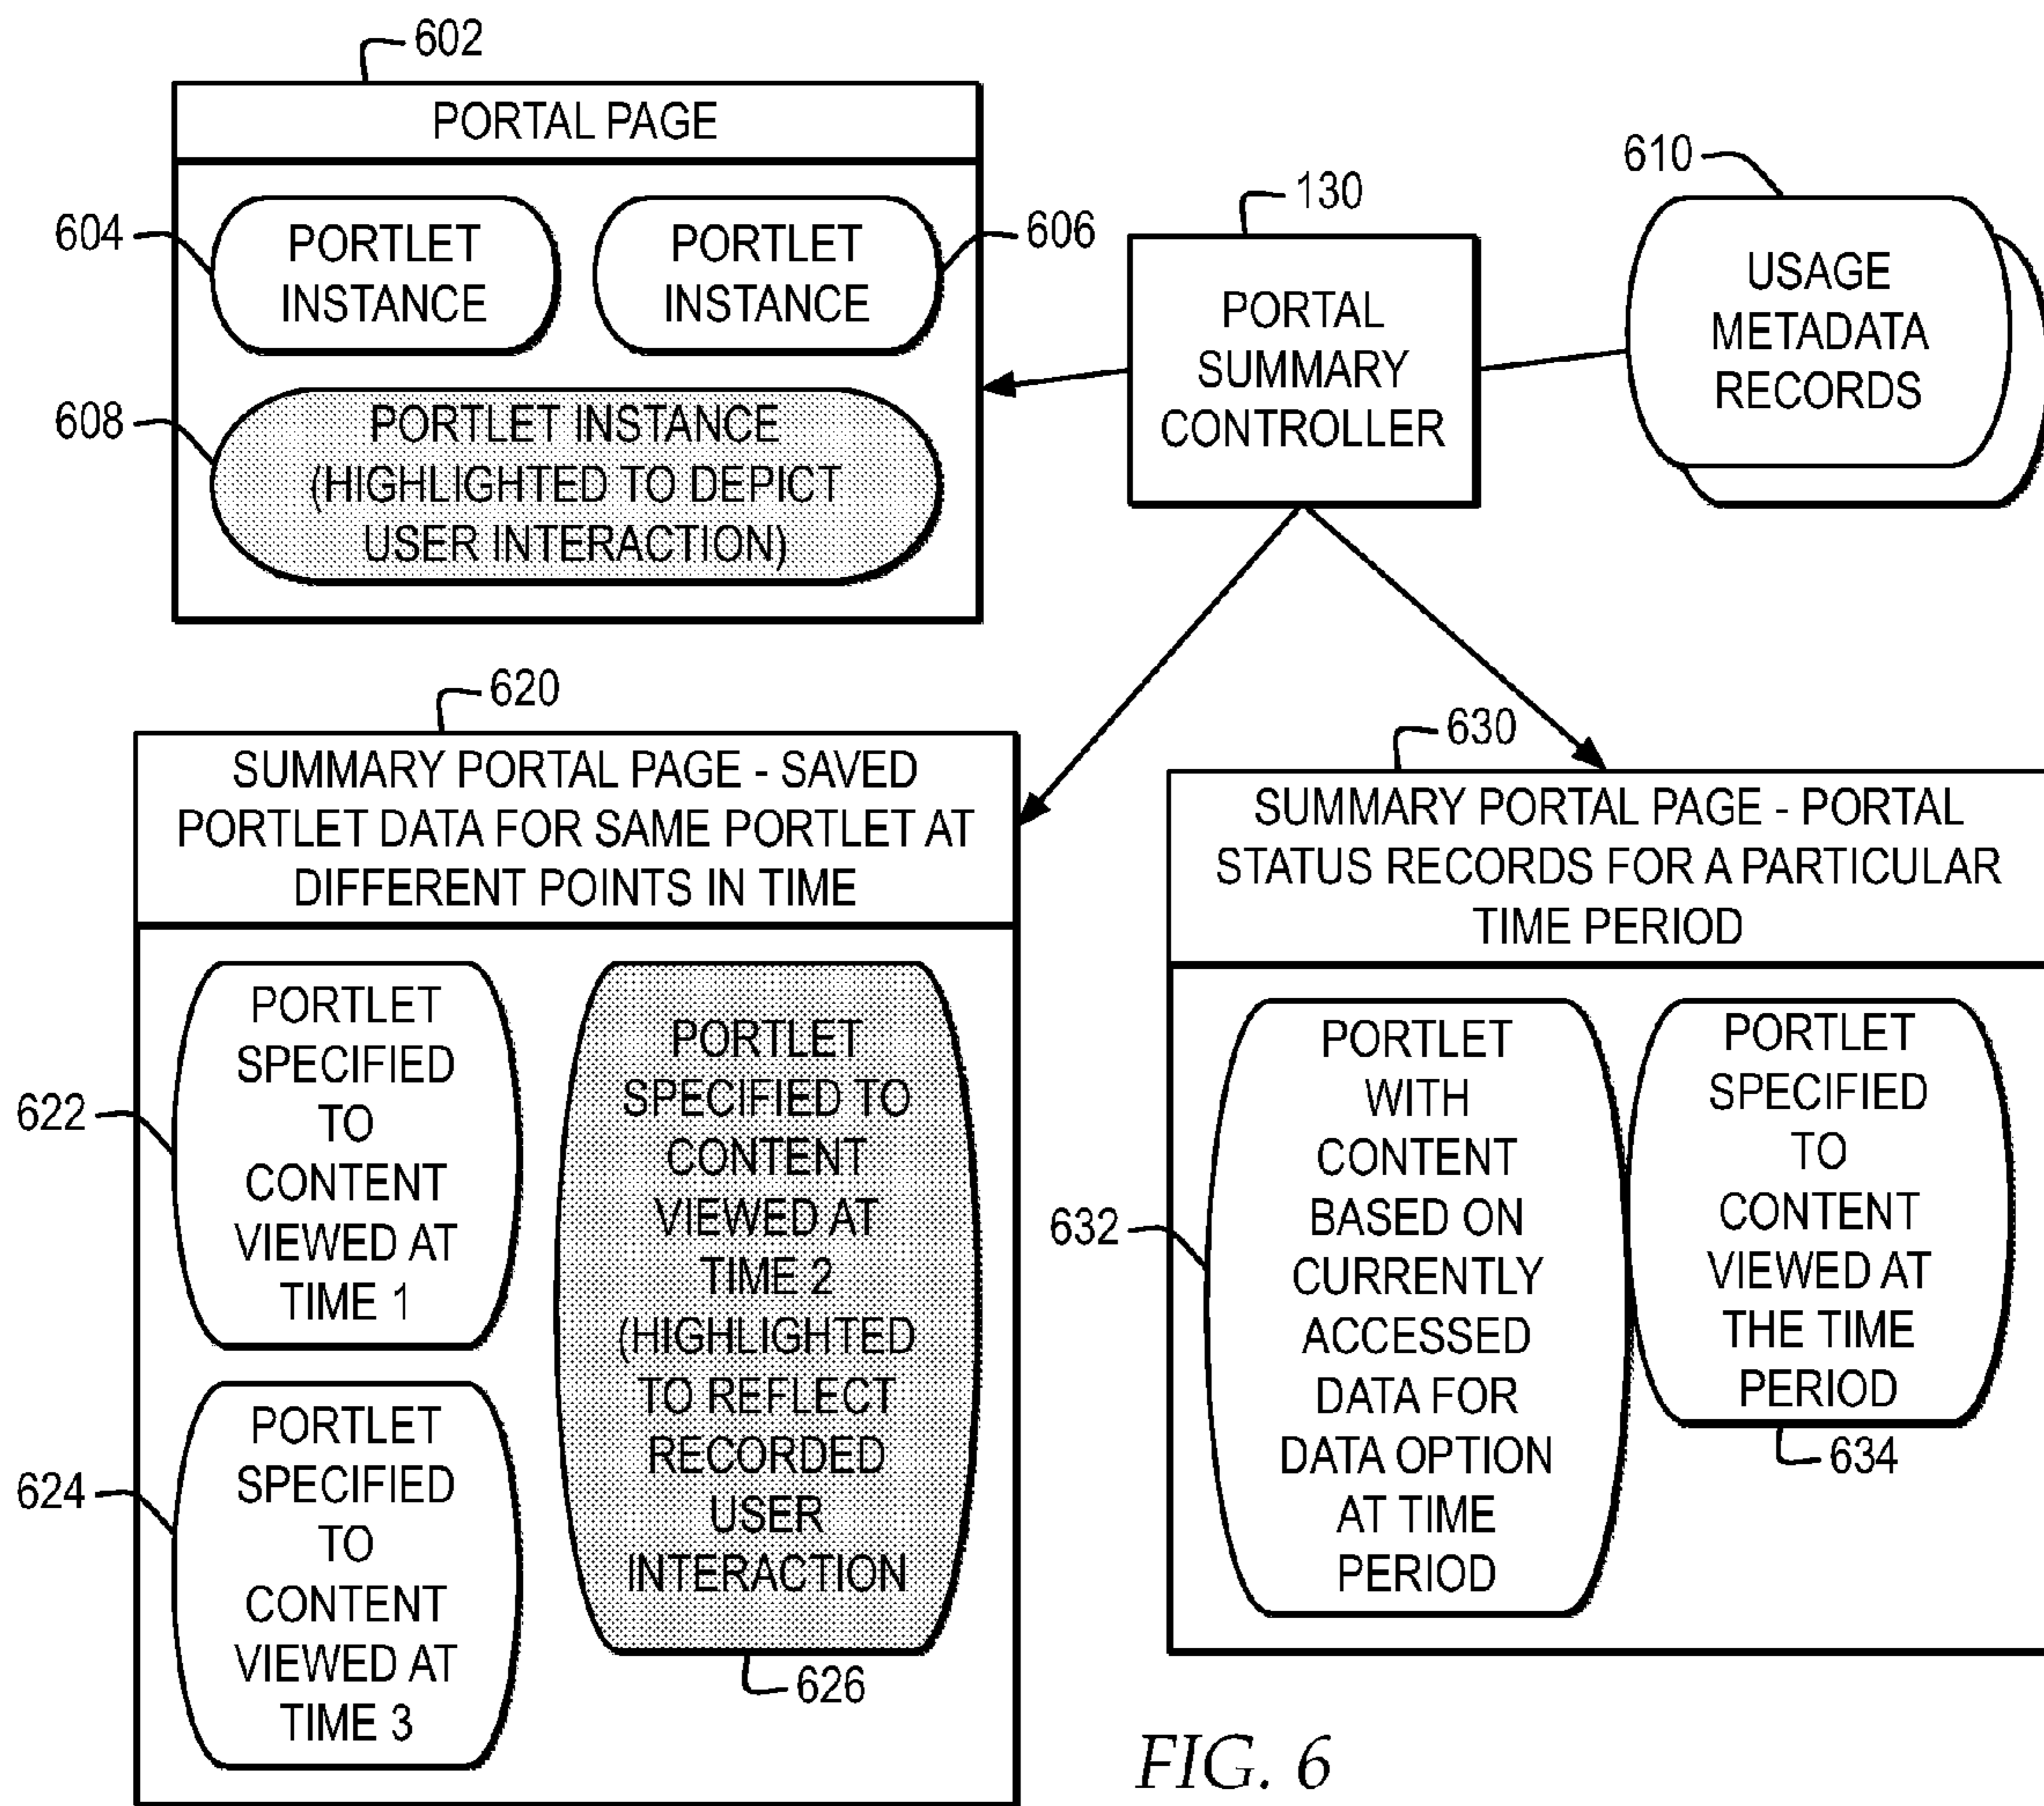 602
PORTAL PAGE
604
PORTLET
INSTANCE
PORTLET
INSTANCE
606
608
PORTLET INSTANCE
(HIGHLIGHTED TO DEPICT
USER INTERACTION)
130
PORTAL
SUMMARY
CONTROLLER
610
USAGE
METADATA
RECORDS
620
SUMMARY PORTAL PAGE - SAVED
PORTLET DATA FOR SAME PORTLET AT
DIFFERENT POINTS IN TIME
622
PORTLET
SPECIFIED
TO
CONTENT
VIEWED AT
TIME 1
624
PORTLET
SPECIFIED
TO
CONTENT
VIEWED AT
TIME 3
PORTLET
SPECIFIED TO
CONTENT
VIEWED AT
TIME 2
(HIGHLIGHTED
TO REFLECT
RECORDED
USER
INTERACTION
626
630
SUMMARY PORTAL PAGE - PORTAL
STATUS RECORDS FOR A PARTICULAR
TIME PERIOD
632
PORTLET
WITH
CONTENT
BASED ON
CURRENTLY
ACCESSED
DATA FOR
DATA OPTION
AT TIME
PERIOD
PORTLET
SPECIFIED
TO
CONTENT
VIEWED AT
THE TIME
PERIOD
634
FIG. 6